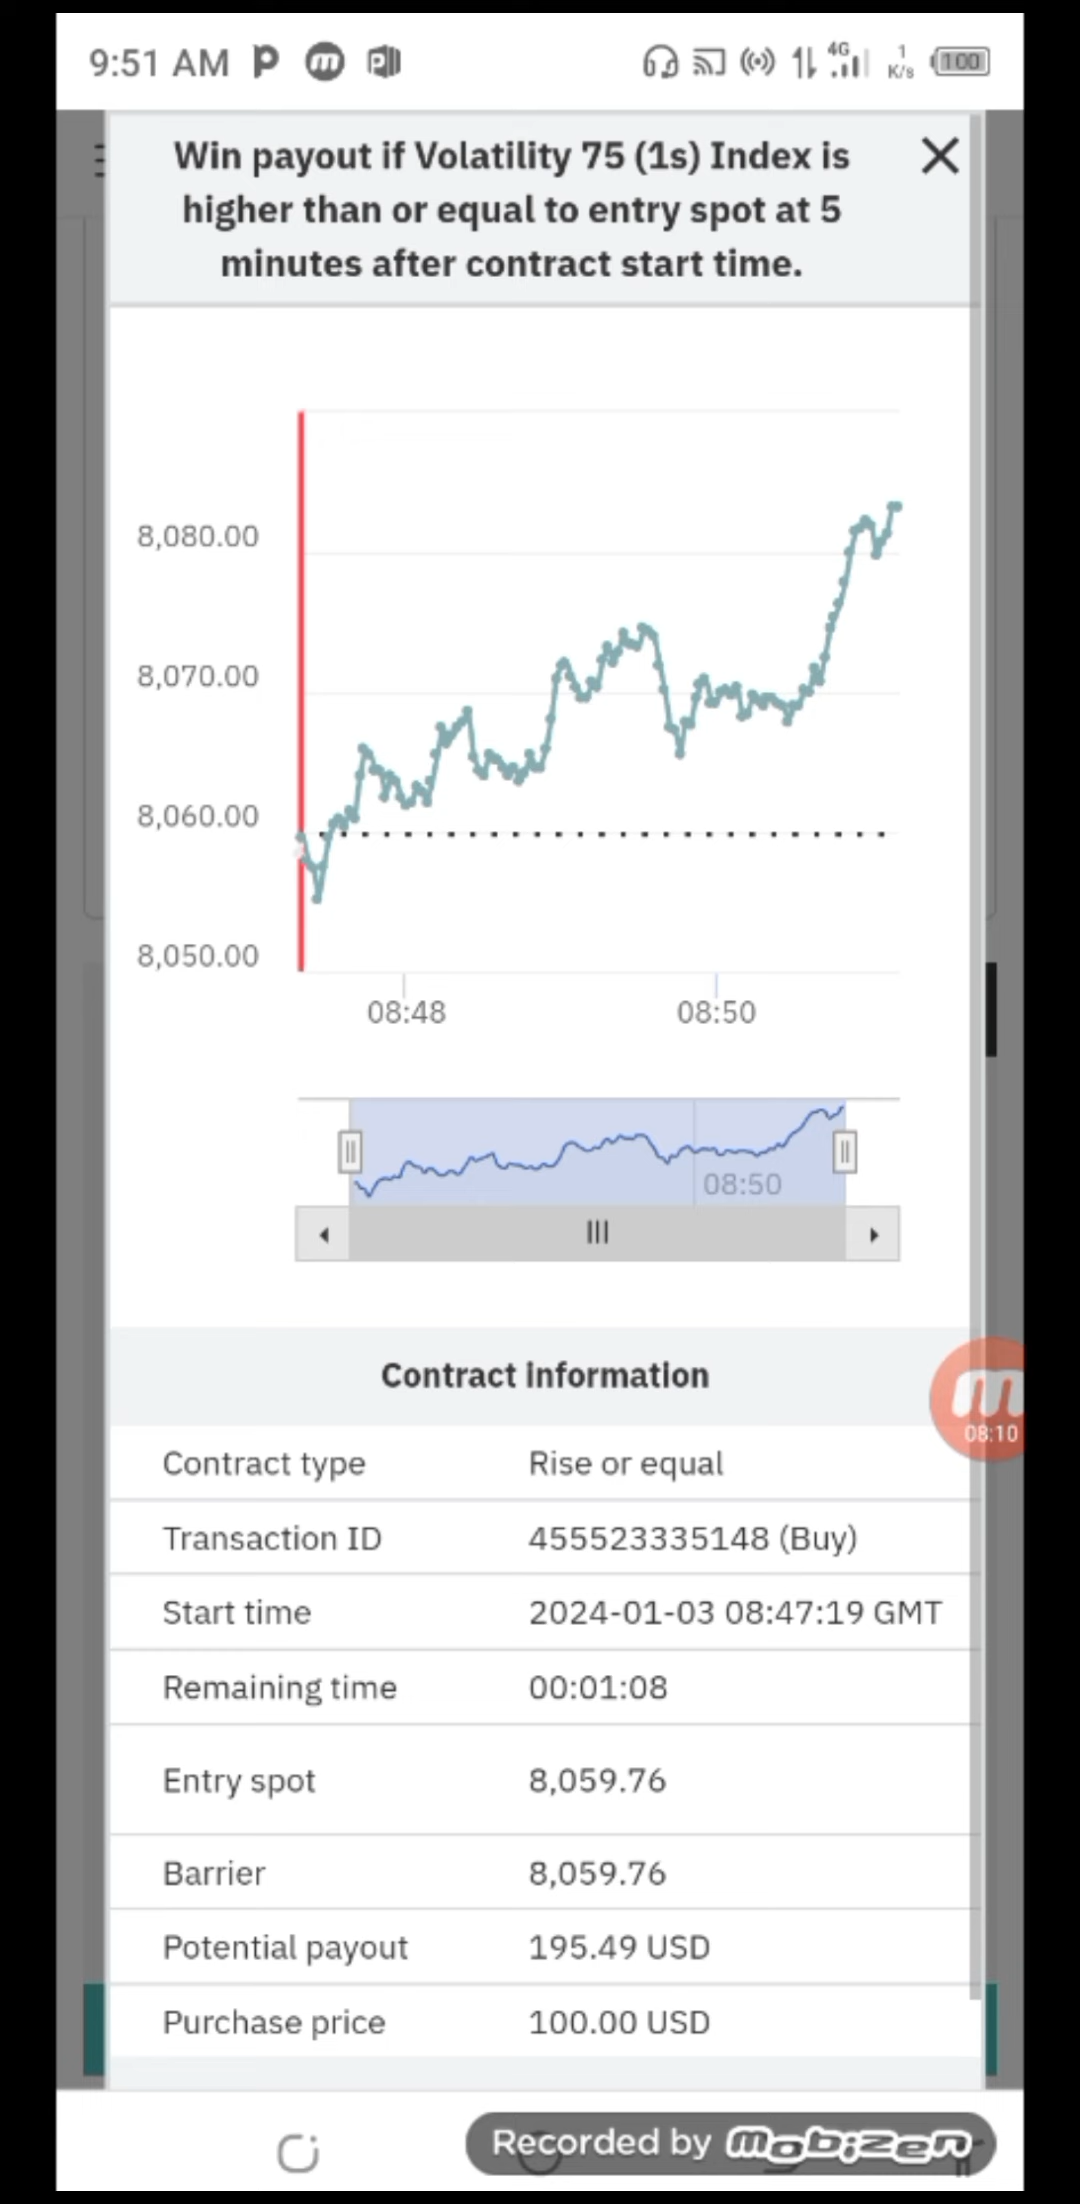 9:51 AM
4G
1
K/s
100
Win payout if Volatility 75 (1s) Index is
higher than or equal to entry spot at 5
minutes after contract start time.
8,080.00
8,070.00
8,060.00
8,050.00
08:48
08:50
08:50
Contract information
08:10
Contract type Rise or equal
Transaction ID 455523335148 (Buy)
Start time 2024-01-03 08:47:19 GMT
Remaining time 00:01:08
Entry spot 8,059.76
Barrier 8,059.76
Potential payout 195.49 USD
Purchase price 100.00 USD
Recorded by mobizen